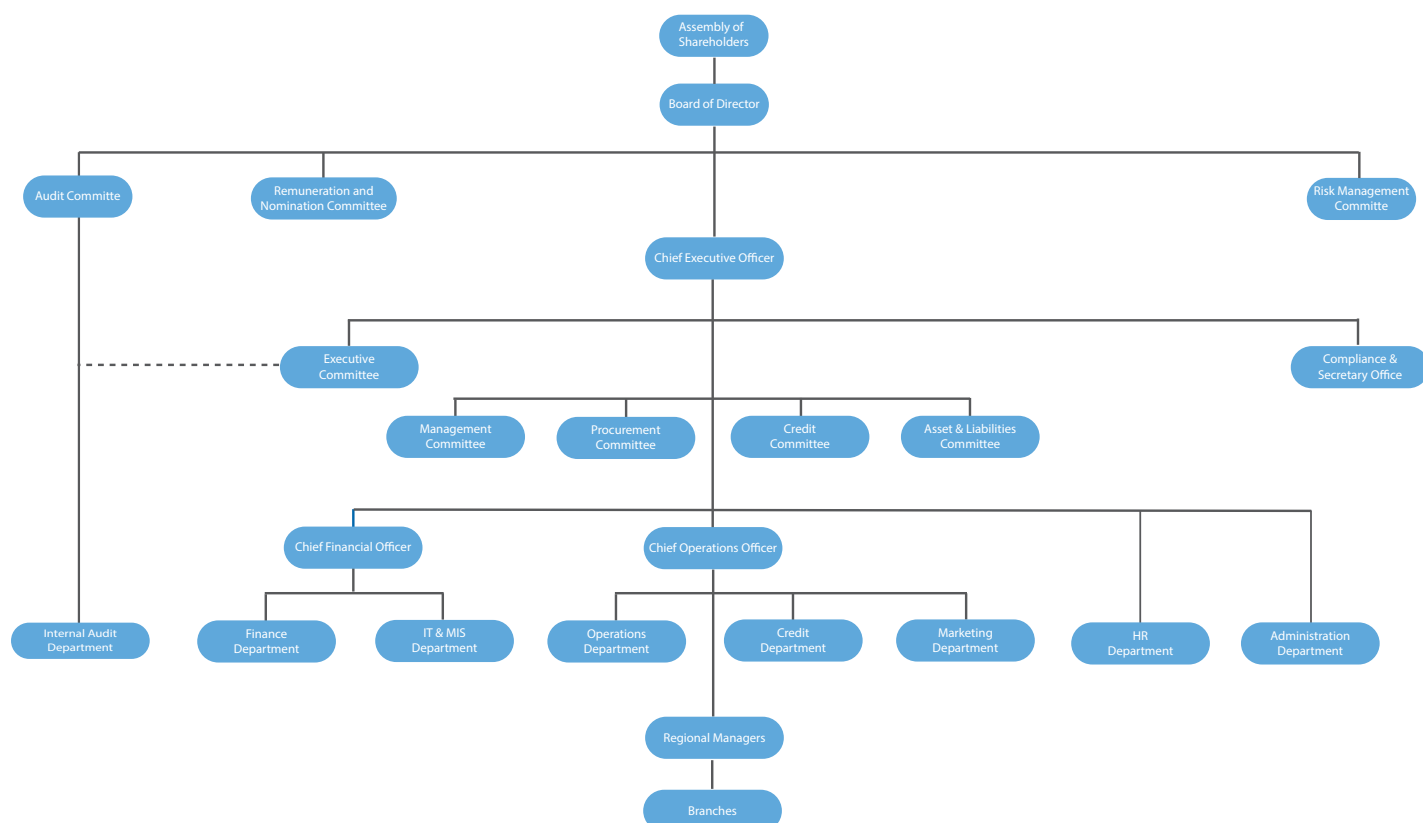 Assembly of
Shareholders
Board of Director
Audit Committe
Remuneration and
Nomination Committee
Risk Management
Committe
Chief Executive Officer
Executive
Committee
Compliance &
Secretary Office
Management
Committee
Procurement
Committee
Credit
Committee
Asset & Liabilities
Committee
Chief Financial Officer
Chief Operations Officer
Internal Audit
Department
Finance
Department
IT & MIS
Department
Operations
Department
Credit
Department
Marketing
Department
HR
Department
Administration
Department
Regional Managers
Branches